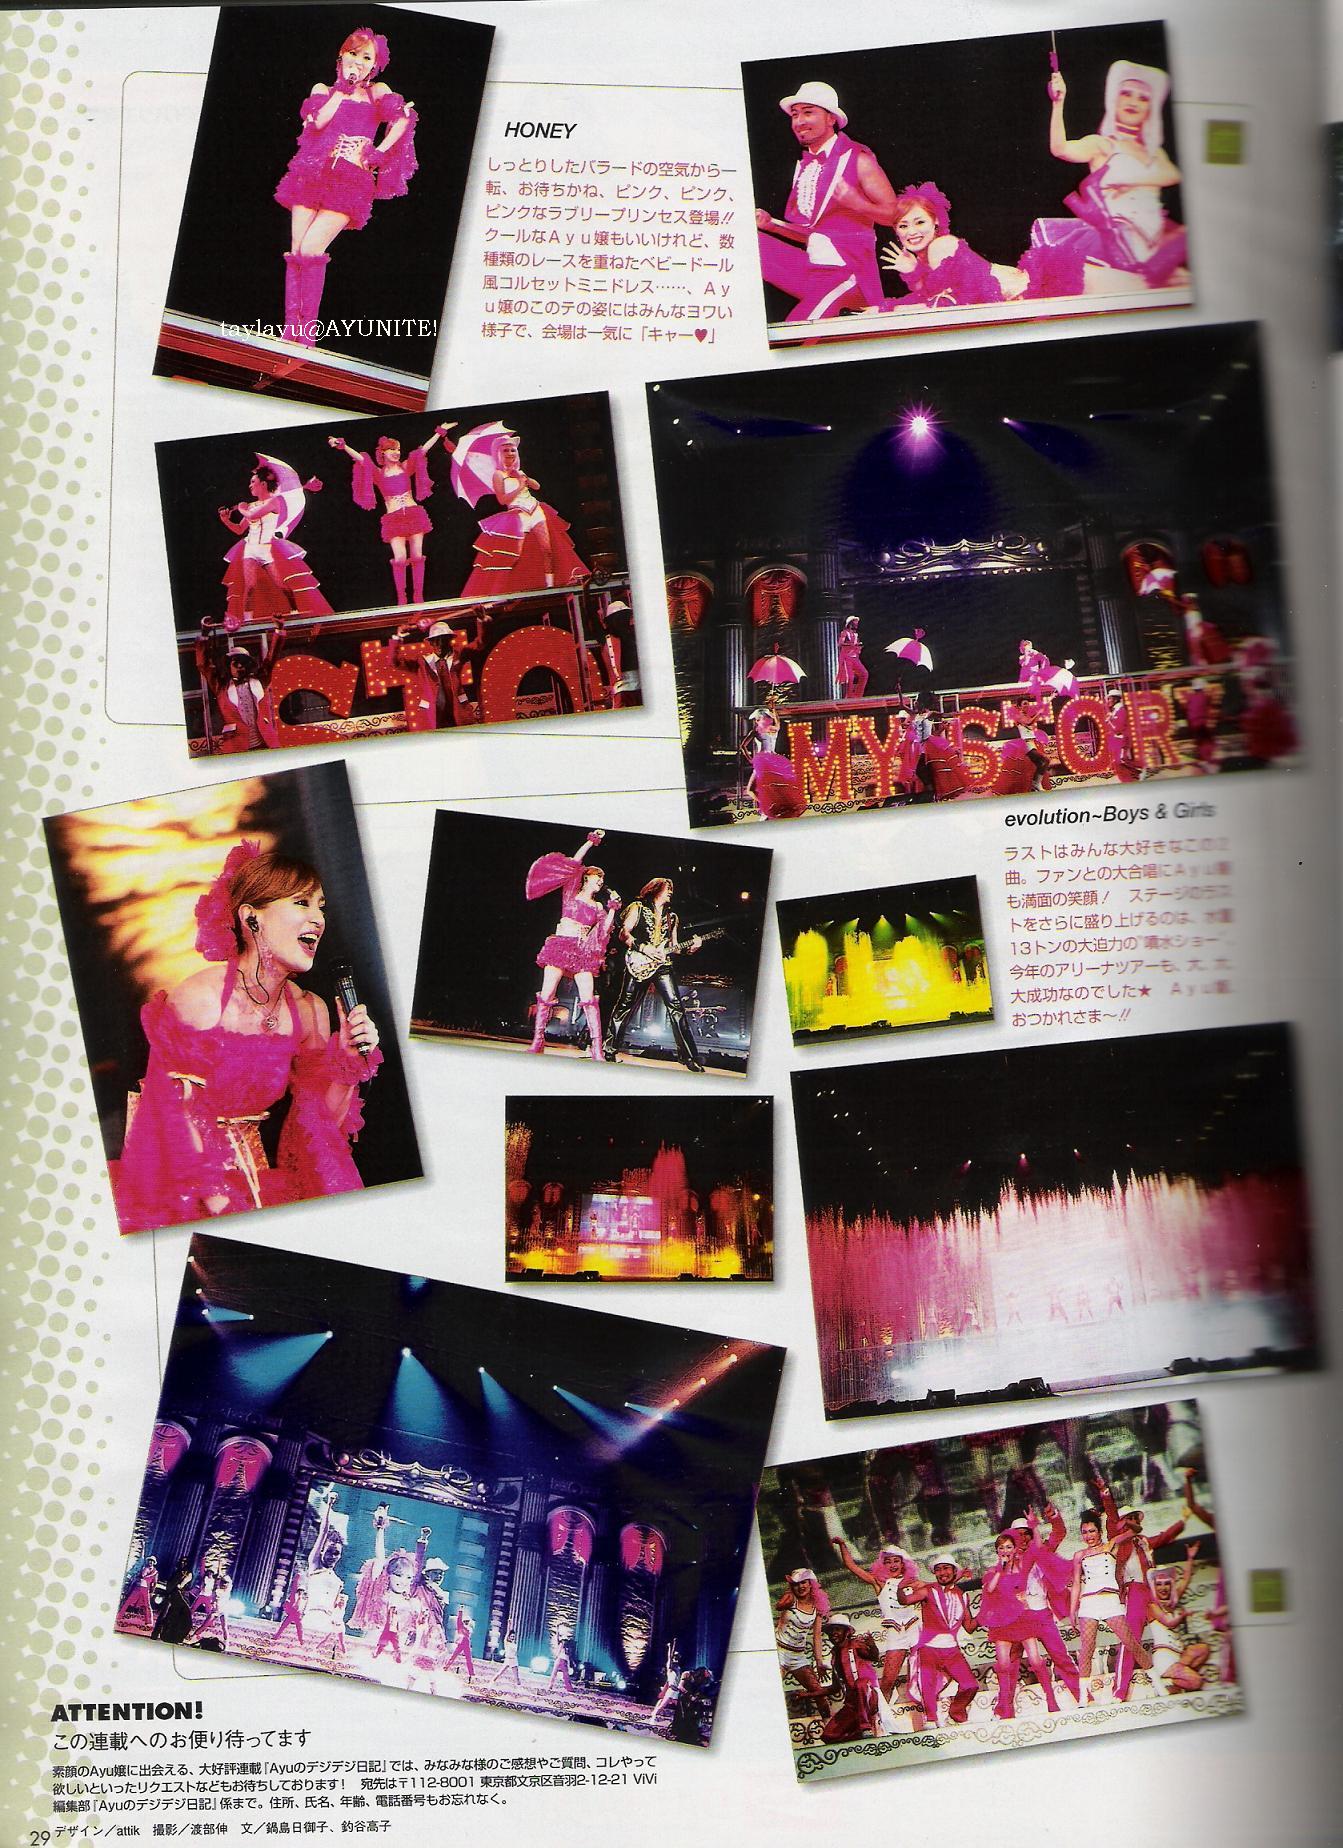 taylayu@AYUNITE!
HONEY
しっとりしたバラードの空気から一
転、お待ちかね、ピンク、ピンク、
ピンクなラブリープリンセス登場!!
クールなAyu嬢もいいけれど、数
種類のレースを重ねたベビードール
風コルセットミニドレス……、Ay
u嬢のこのテの姿にはみんなヨワい
様子で、会場は一気に「キャー♥」
STO
MY STORY
evolution~Boys & Girls
ラストはみんな大好きなこの2
曲。ファンとの大合唱にAyu嬢
も満面の笑顔！ ステージのラス
トをさらに盛り上げるのは、水量
13トンの大迫力の“噴水ショー”。
今年のアリーナツアーも、大、大、
大成功なのでした★ Ayu嬢、
おつかれさま〜!!
ATTENTION!
この連載へのお便り待ってます
素顔のAyu嬢に出会える、大好評連載『Ayuのデジデジ日記』では、みなみな様のご感想やご質問、コレやって
欲しいといったリクエストなどもお待ちしております！ 宛先は〒112-8001 東京都文京区音羽2-12-21 ViVi
編集部『Ayuのデジデジ日記』係まで。住所、氏名、年齢、電話番号もお忘れなく。
29 デザイン／attik 撮影／渡部伸 文／鍋島日御子、釣谷高子